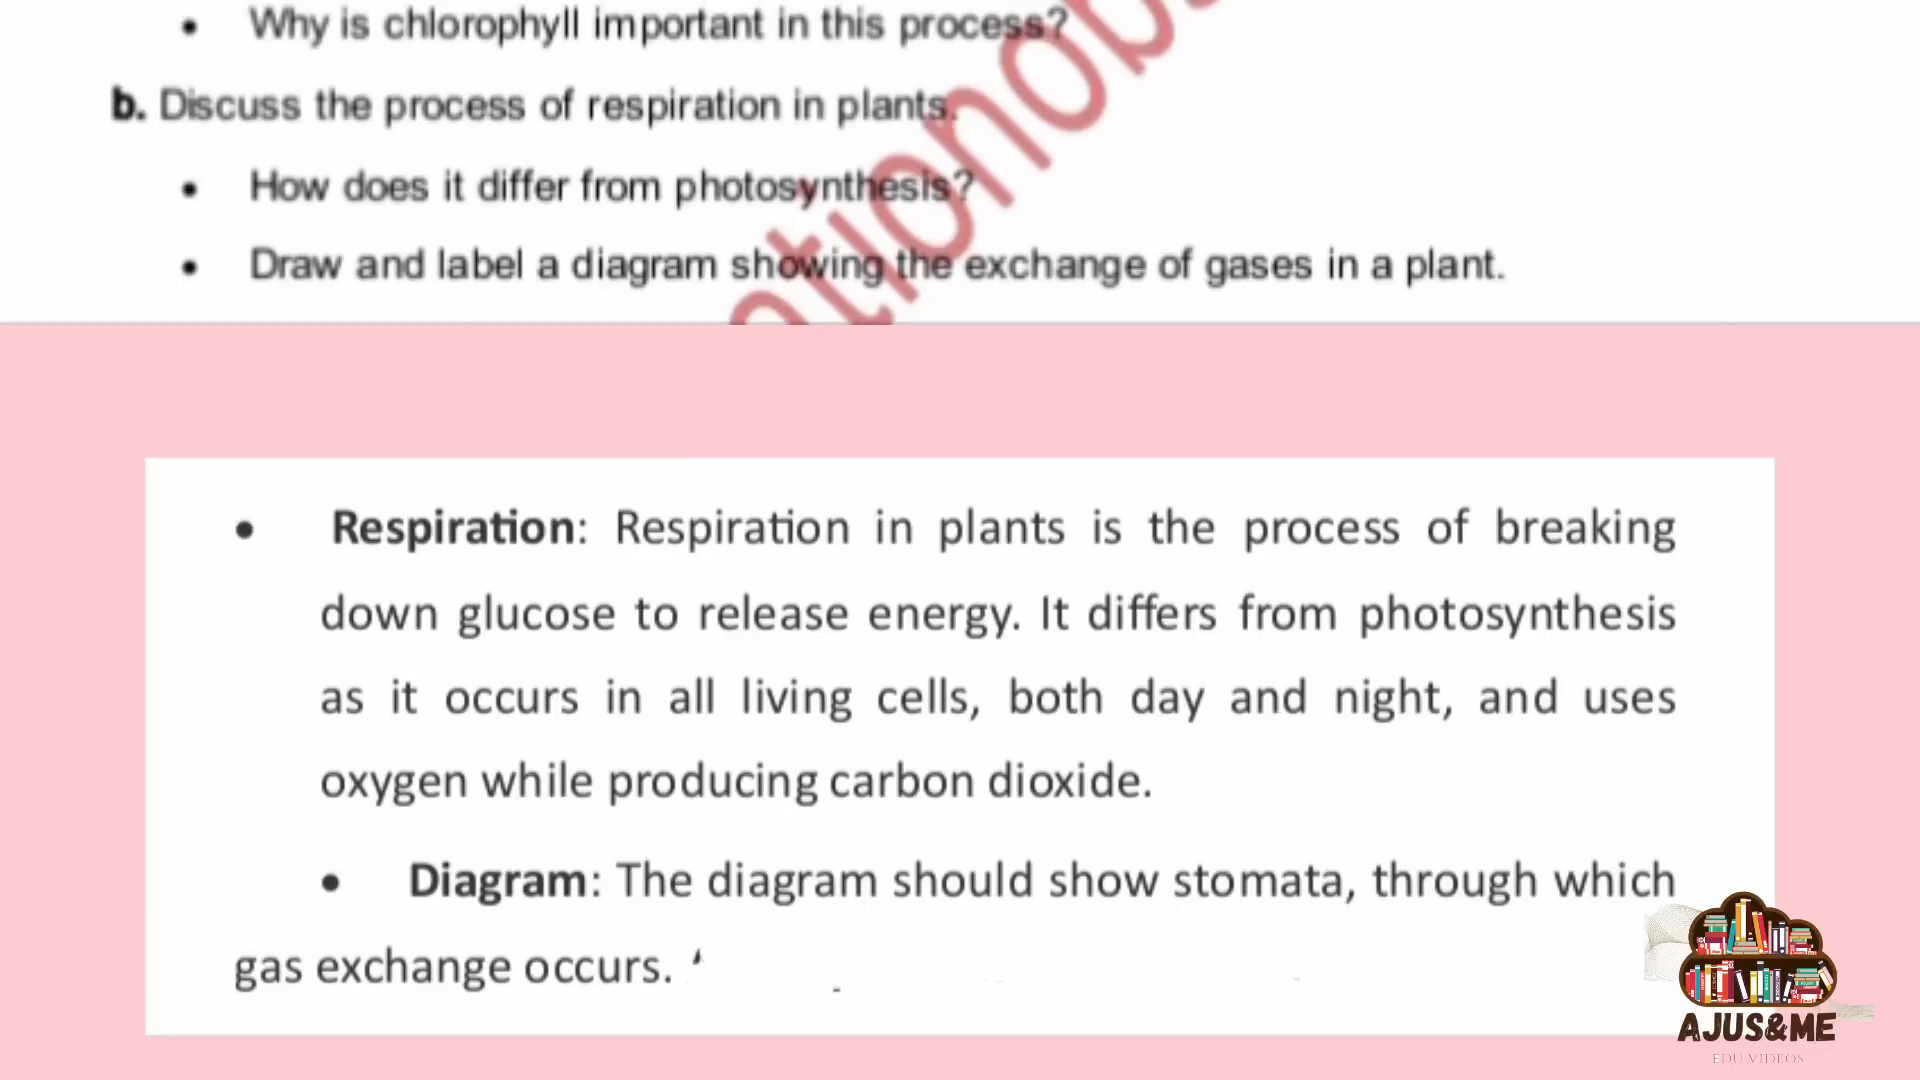 • Why is chlorophyll important in this process?
b. Discuss the process of respiration in plants.
• How does it differ from photosynthesis?
• Draw and label a diagram showing the exchange of gases in a plant.
ationob
• Respiration: Respiration in plants is the process of breaking
down glucose to release energy. It differs from photosynthesis
as it occurs in all living cells, both day and night, and uses
oxygen while producing carbon dioxide.
• Diagram: The diagram should show stomata, through which
gas exchange occurs.
AJUS&ME
EDU VIDEOS